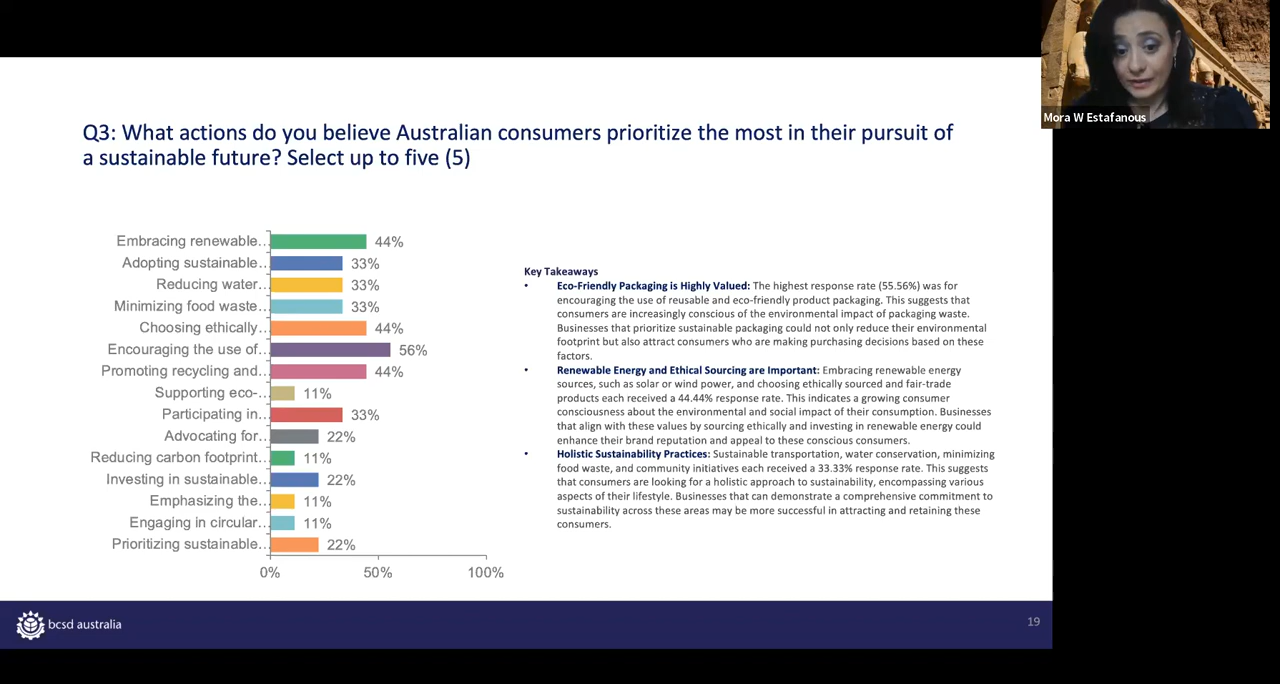 Mora W Estafanous
Q3: What actions do you believe Australian consumers prioritize the most in their pursuit of
a sustainable future? Select up to five (5)
Embracing renewable... 44%
Adopting sustainable... 33%
Reducing water... 33%
Minimizing food waste... 33%
Choosing ethically... 44%
Encouraging the use of... 56%
Promoting recycling and... 44%
Supporting eco-... 11%
Participating in... 33%
Advocating for... 22%
Reducing carbon footprint... 11%
Investing in sustainable... 22%
Emphasizing the... 11%
Engaging in circular... 11%
Prioritizing sustainable... 22%
0% 50% 100%
Key Takeaways
• Eco-Friendly Packaging is Highly Valued: The highest response rate (55.56%) was for
encouraging the use of reusable and eco-friendly product packaging. This suggests that
consumers are increasingly conscious of the environmental impact of packaging waste.
Businesses that prioritize sustainable packaging could not only reduce their environmental
footprint but also attract consumers who are making purchasing decisions based on these
factors.
• Renewable Energy and Ethical Sourcing are Important: Embracing renewable energy
sources, such as solar or wind power, and choosing ethically sourced and fair-trade
products each received a 44.44% response rate. This indicates a growing consumer
consciousness about the environmental and social impact of their consumption. Businesses
that align with these values by sourcing ethically and investing in renewable energy could
enhance their brand reputation and appeal to these conscious consumers.
• Holistic Sustainability Practices: Sustainable transportation, water conservation, minimizing
food waste, and community initiatives each received a 33.33% response rate. This suggests
that consumers are looking for a holistic approach to sustainability, encompassing various
aspects of their lifestyle. Businesses that can demonstrate a comprehensive commitment to
sustainability across these areas may be more successful in attracting and retaining these
consumers.
bcsd australia
19